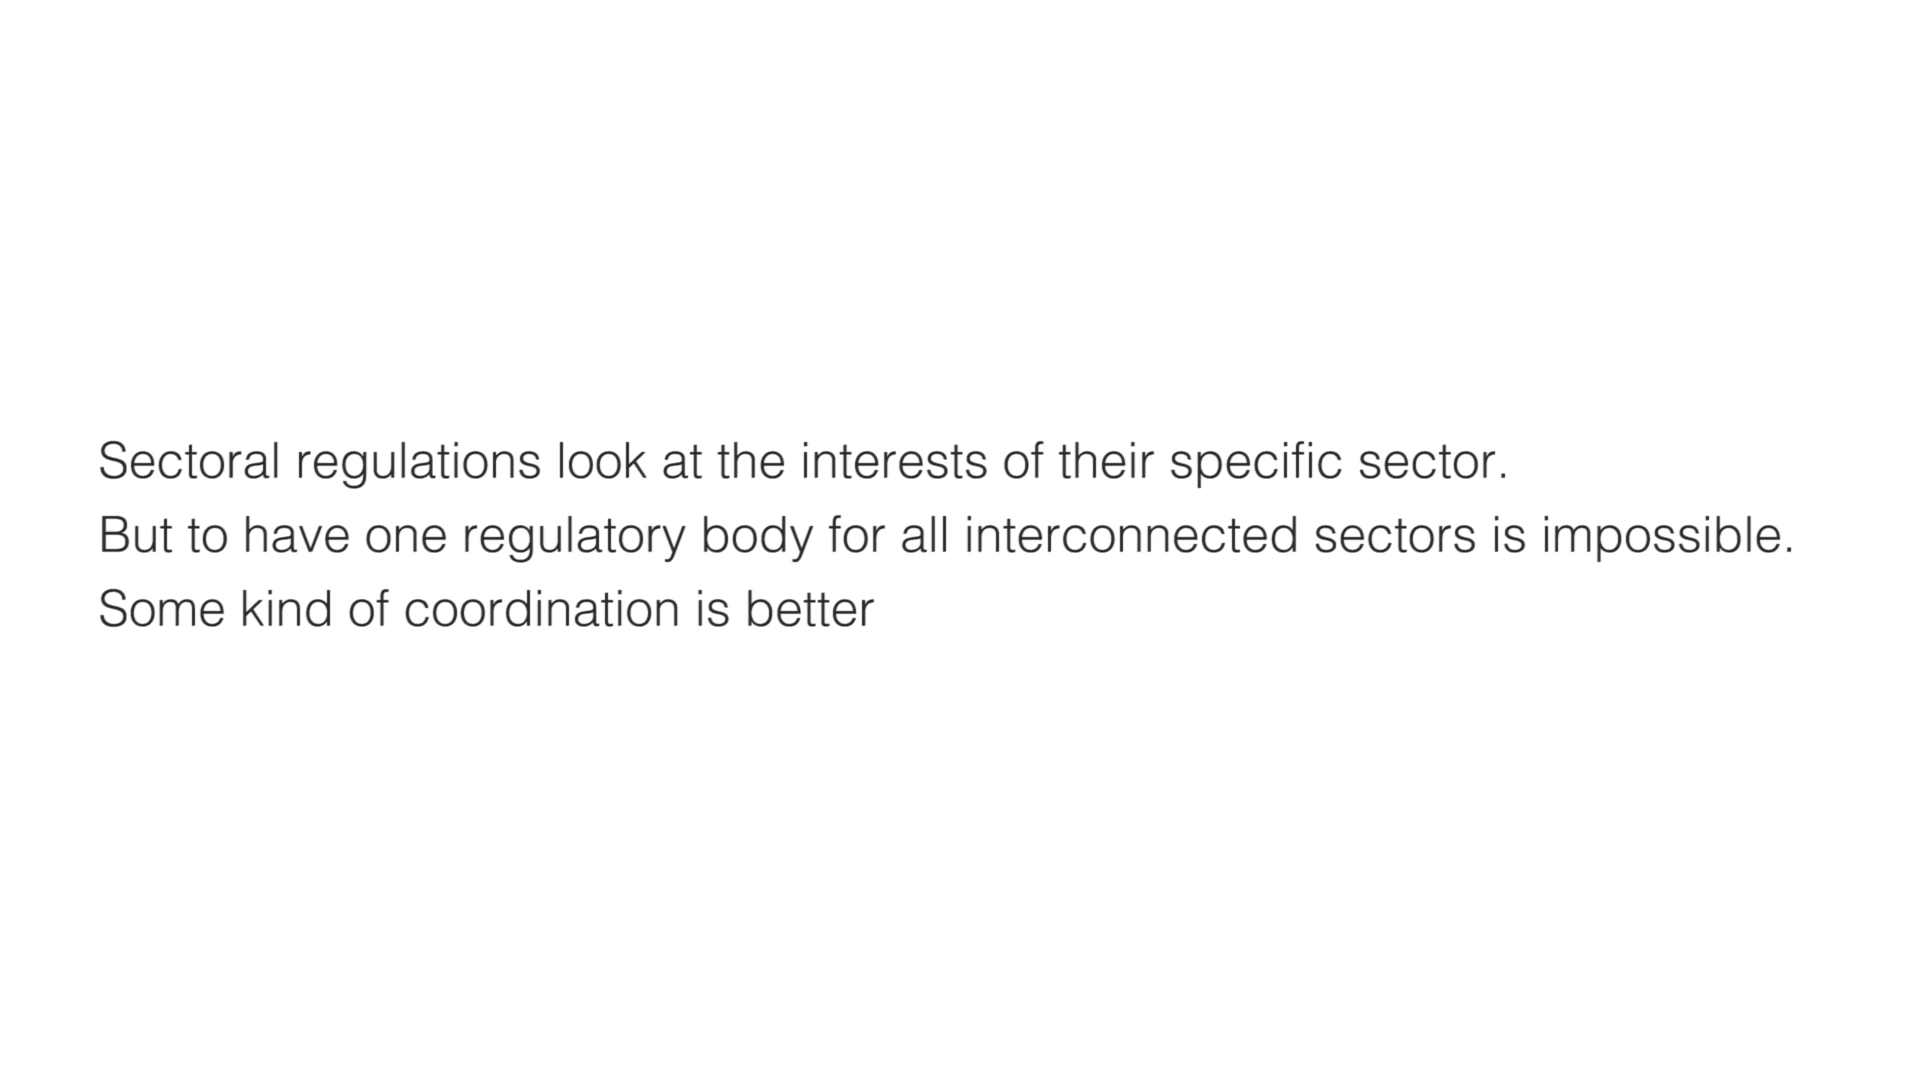 Sectoral regulations look at the interests of their specific sector.
But to have one regulatory body for all interconnected sectors is impossible.
Some kind of coordination is better